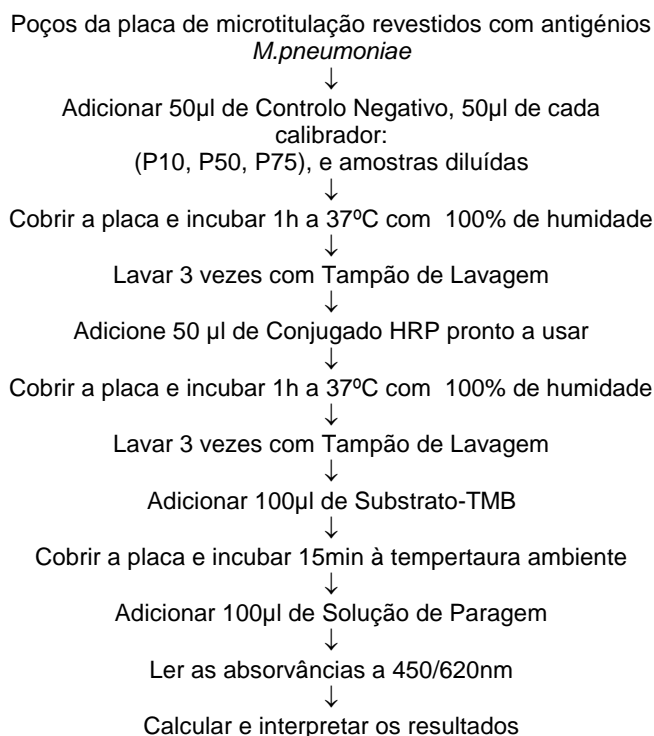 Poços da placa de microtitulação revestidos com antigénios
M.pneumoniae
↓
Adicionar 50µl de Controlo Negativo, 50µl de cada
calibrador:
(P10, P50, P75), e amostras diluídas
↓
Cobrir a placa e incubar 1h a 37ºC com 100% de humidade
↓
Lavar 3 vezes com Tampão de Lavagem
↓
Adicione 50 µl de Conjugado HRP pronto a usar
↓
Cobrir a placa e incubar 1h a 37ºC com 100% de humidade
↓
Lavar 3 vezes com Tampão de Lavagem
↓
Adicionar 100µl de Substrato-TMB
↓
Cobrir a placa e incubar 15min à tempertaura ambiente
↓
Adicionar 100µl de Solução de Paragem
↓
Ler as absorvâncias a 450/620nm
↓
Calcular e interpretar os resultados